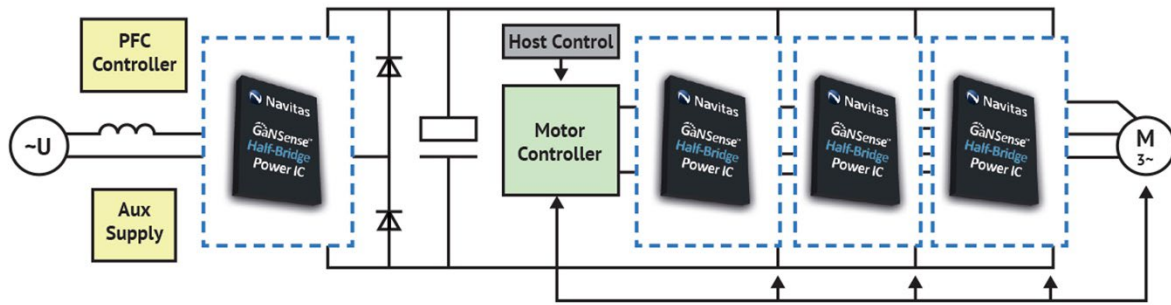 PFC
Controller
~U
Aux
Supply
Navitas
GaNSense™
Half-Bridge
Power IC
Host Control
Motor
Controller
Navitas
GaNSense™
Half-Bridge
Power IC
Navitas
GaNSense™
Half-Bridge
Power IC
Navitas
GaNSense™
Half-Bridge
Power IC
M
3~